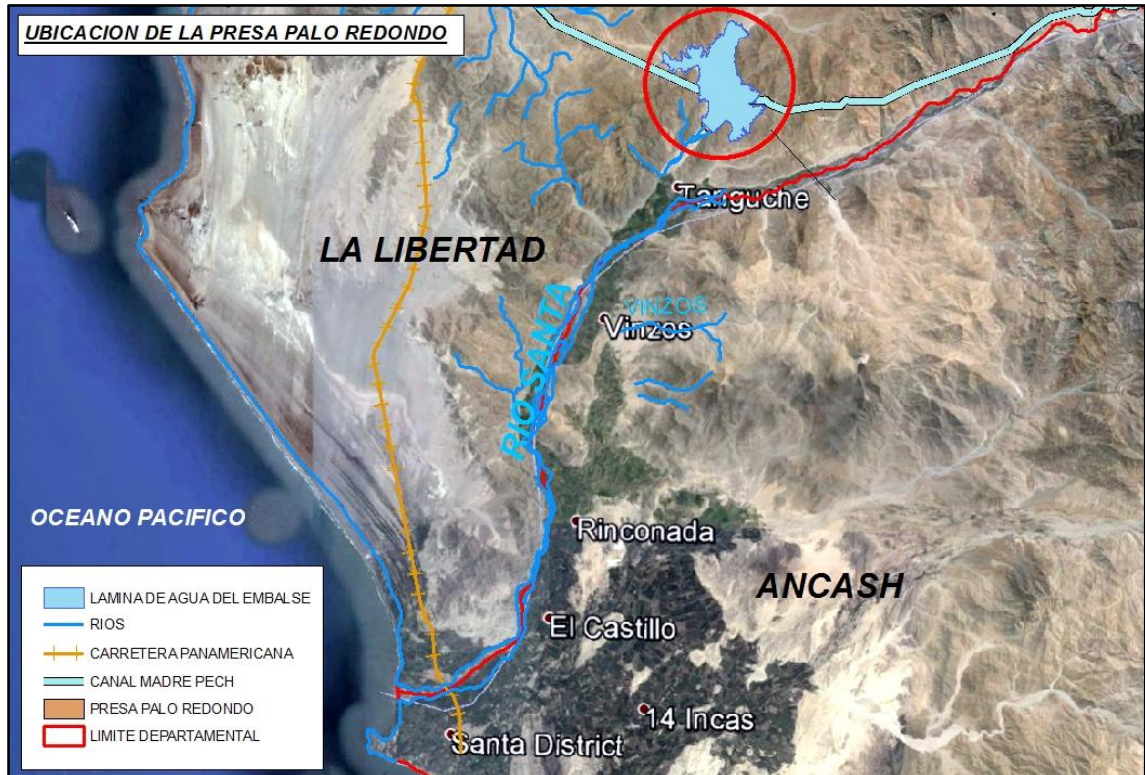 UBICACION DE LA PRESA PALO REDONDO
Tanguche
LA LIBERTAD
RIO SANTA
VINZOS
Vinzos
OCEANO PACIFICO
Rinconada
ANCASH
El Castillo
14 Incas
Santa District
LAMINA DE AGUA DEL EMBALSE
RIOS
CARRETERA PANAMERICANA
CANAL MADRE PECH
PRESA PALO REDONDO
LIMITE DEPARTAMENTAL